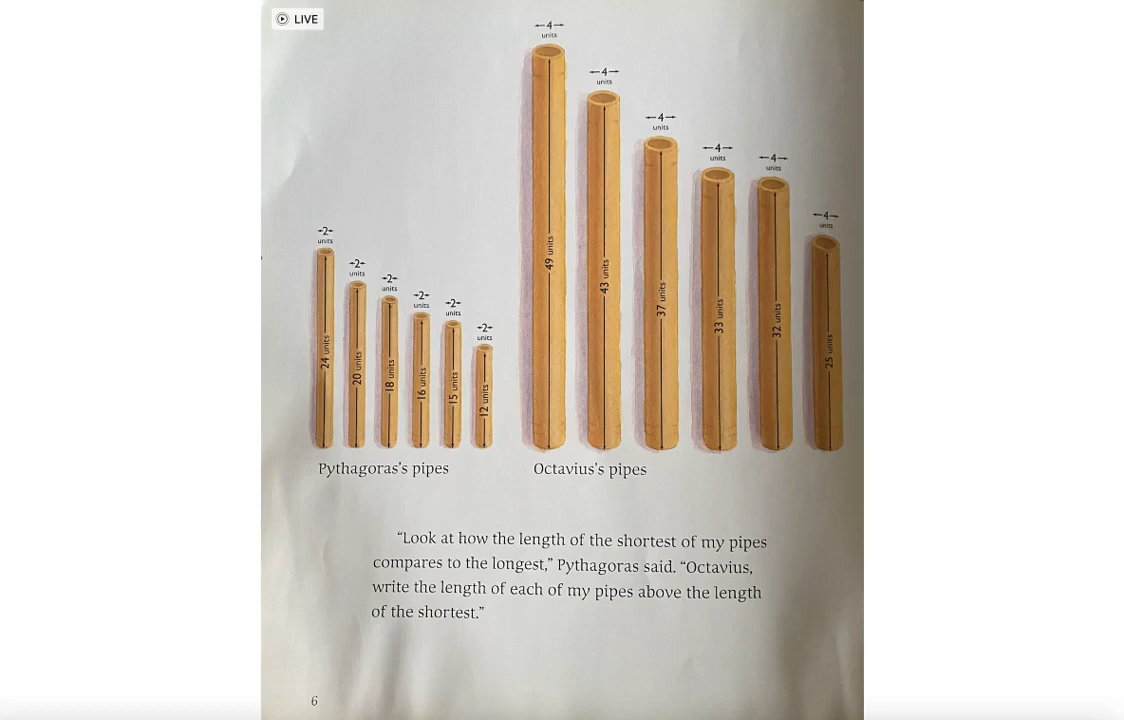 LIVE
-2-
units
24 units
-2-
units
20 units
-2-
units
18 units
-2-
units
16 units
-2-
units
15 units
-2-
units
12 units
Pythagoras's pipes
4
units
49 units
4
units
43 units
4
units
37 units
4
units
33 units
4
units
32 units
4
units
25 units
Octavius's pipes
“Look at how the length of the shortest of my pipes
compares to the longest,” Pythagoras said. “Octavius,
write the length of each of my pipes above the length
of the shortest.”
6